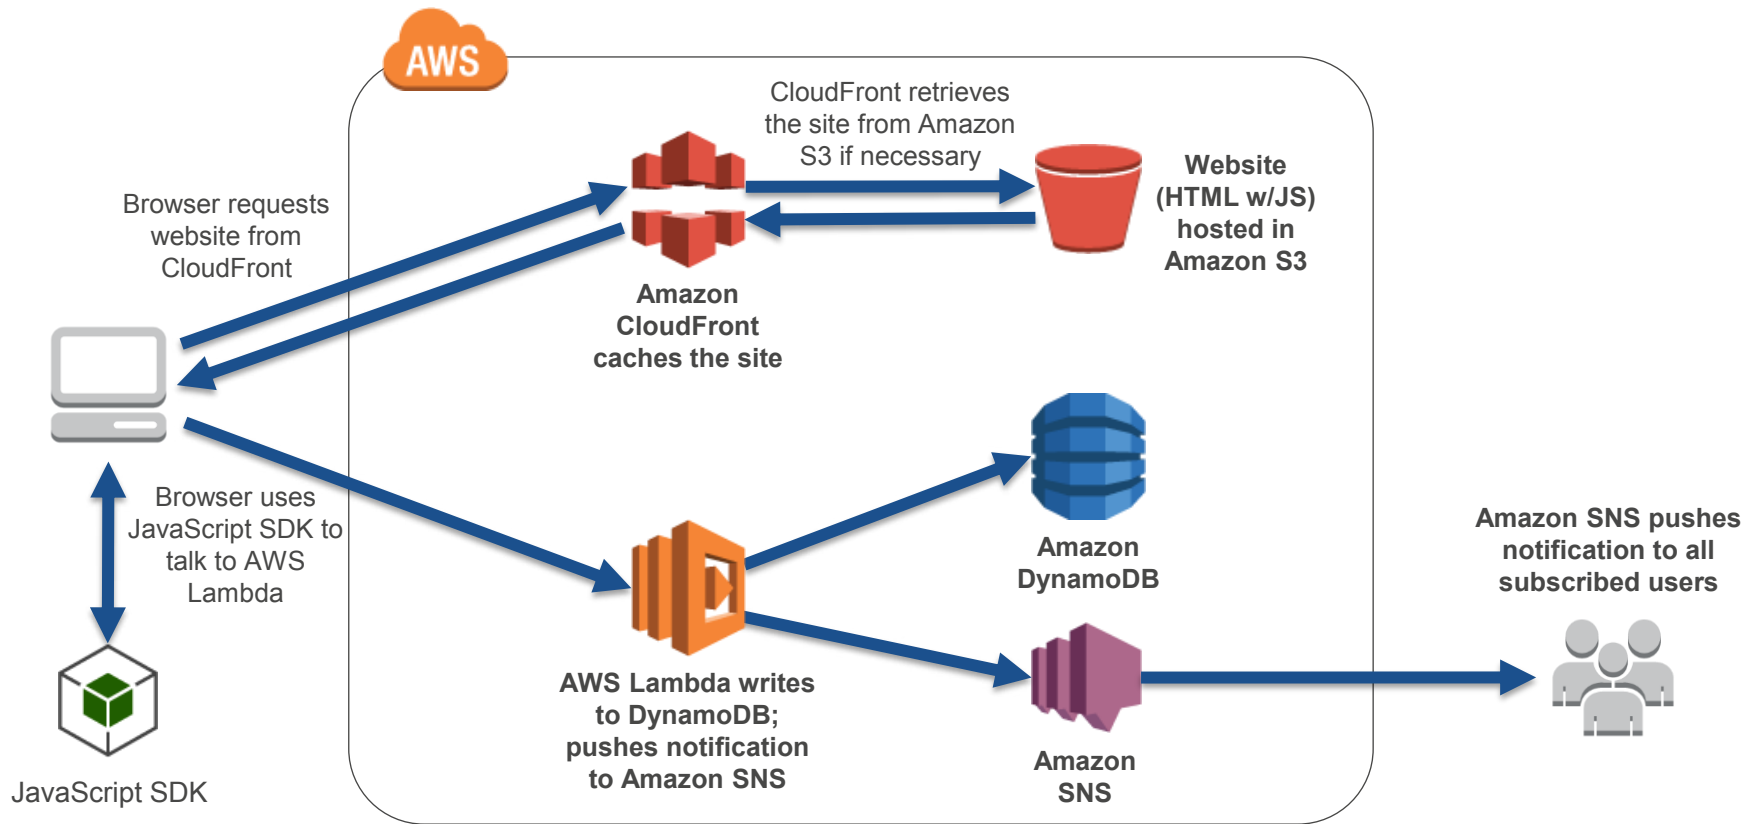 AWS
CloudFront retrieves
the site from Amazon
S3 if necessary
Website
(HTML w/JS)
hosted in
Amazon S3
Browser requests
website from
CloudFront
Amazon
CloudFront
caches the site
Browser uses
JavaScript SDK to
talk to AWS
Lambda
Amazon
DynamoDB
Amazon SNS pushes
notification to all
subscribed users
AWS Lambda writes
to DynamoDB;
pushes notification
to Amazon SNS
Amazon
SNS
JavaScript SDK